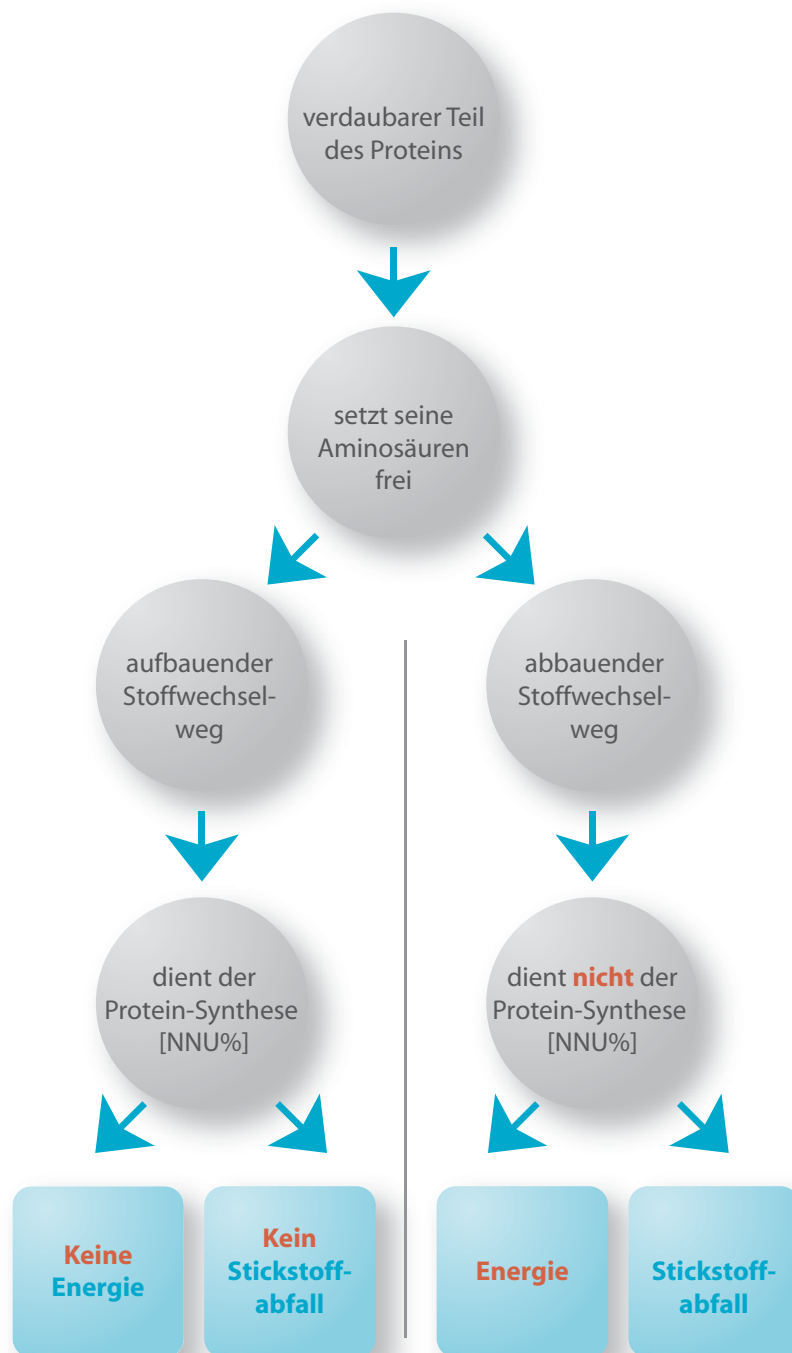 verdaubarer Teil
des Proteins
setzt seine
Aminosäuren
frei
aufbauender
Stoffwechsel-
weg
abbauender
Stoffwechsel-
weg
dient der
Protein-Synthese
[NNU%]
dient nicht der
Protein-Synthese
[NNU%]
Keine
Energie
Kein
Stickstoff-
abfall
Energie
Stickstoff-
abfall